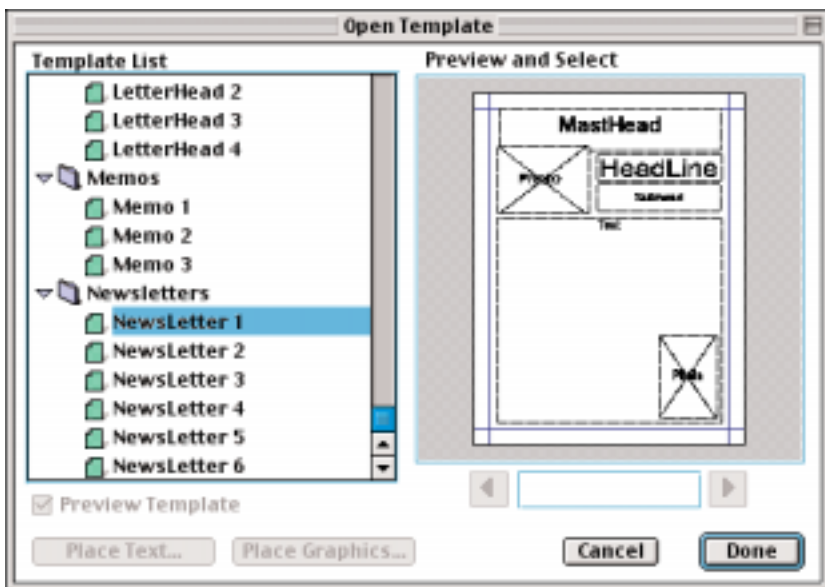 Open Template
Template List
LetterHead 2
LetterHead 3
LetterHead 4
Memos
Memo 1
Memo 2
Memo 3
Newsletters
NewsLetter 1
NewsLetter 2
NewsLetter 3
NewsLetter 4
NewsLetter 5
NewsLetter 6
Preview Template
Place Text...
Place Graphics...
Preview and Select
MastHead
Photo
HeadLine
Text
Photo
Cancel
Done